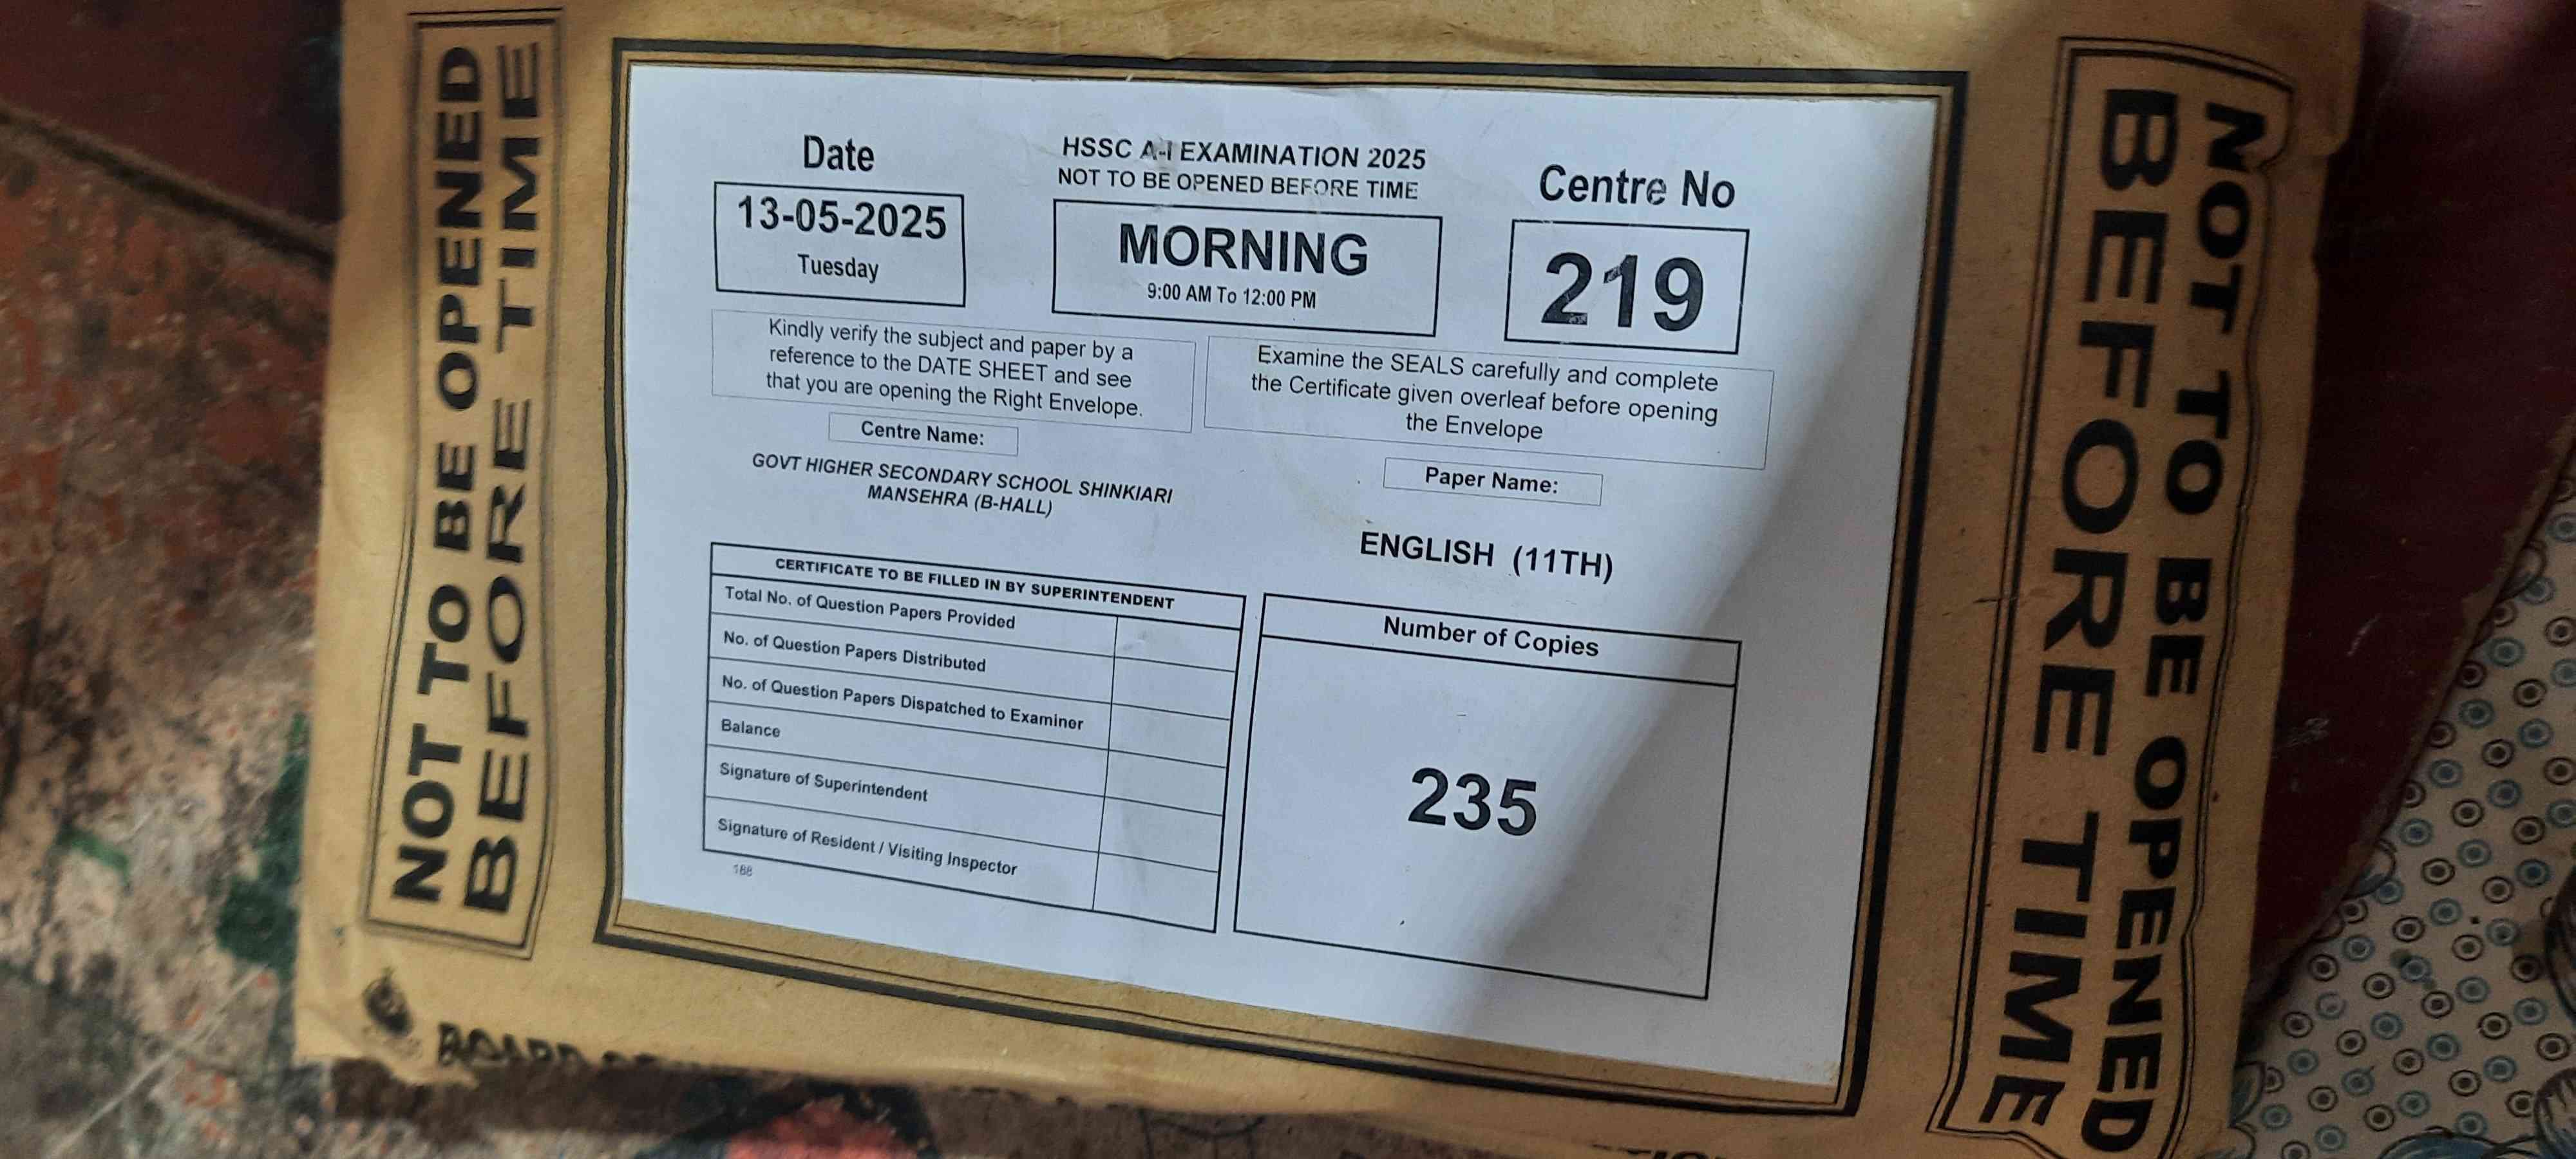 NOT TO BE OPENED
BEFORE TIME
Date
13-05-2025
Tuesday
HSSC A-I EXAMINATION 2025
NOT TO BE OPENED BEFORE TIME
MORNING
9:00 AM To 12:00 PM
Centre No
219
Kindly verify the subject and paper by a
reference to the DATE SHEET and see
that you are opening the Right Envelope.
Examine the SEALS carefully and complete
the Certificate given overleaf before opening
the Envelope
Centre Name:
GOVT HIGHER SECONDARY SCHOOL SHINKIARI
MANSEHRA (B-HALL)
Paper Name:
ENGLISH (11TH)
CERTIFICATE TO BE FILLED IN BY SUPERINTENDENT
Total No. of Question Papers Provided
No. of Question Papers Distributed
No. of Question Papers Dispatched to Examiner
Balance
Signature of Superintendent
Signature of Resident / Visiting Inspector
188
Number of Copies
235
NOT TO BE OPENED
BEFORE TIME
BOARD